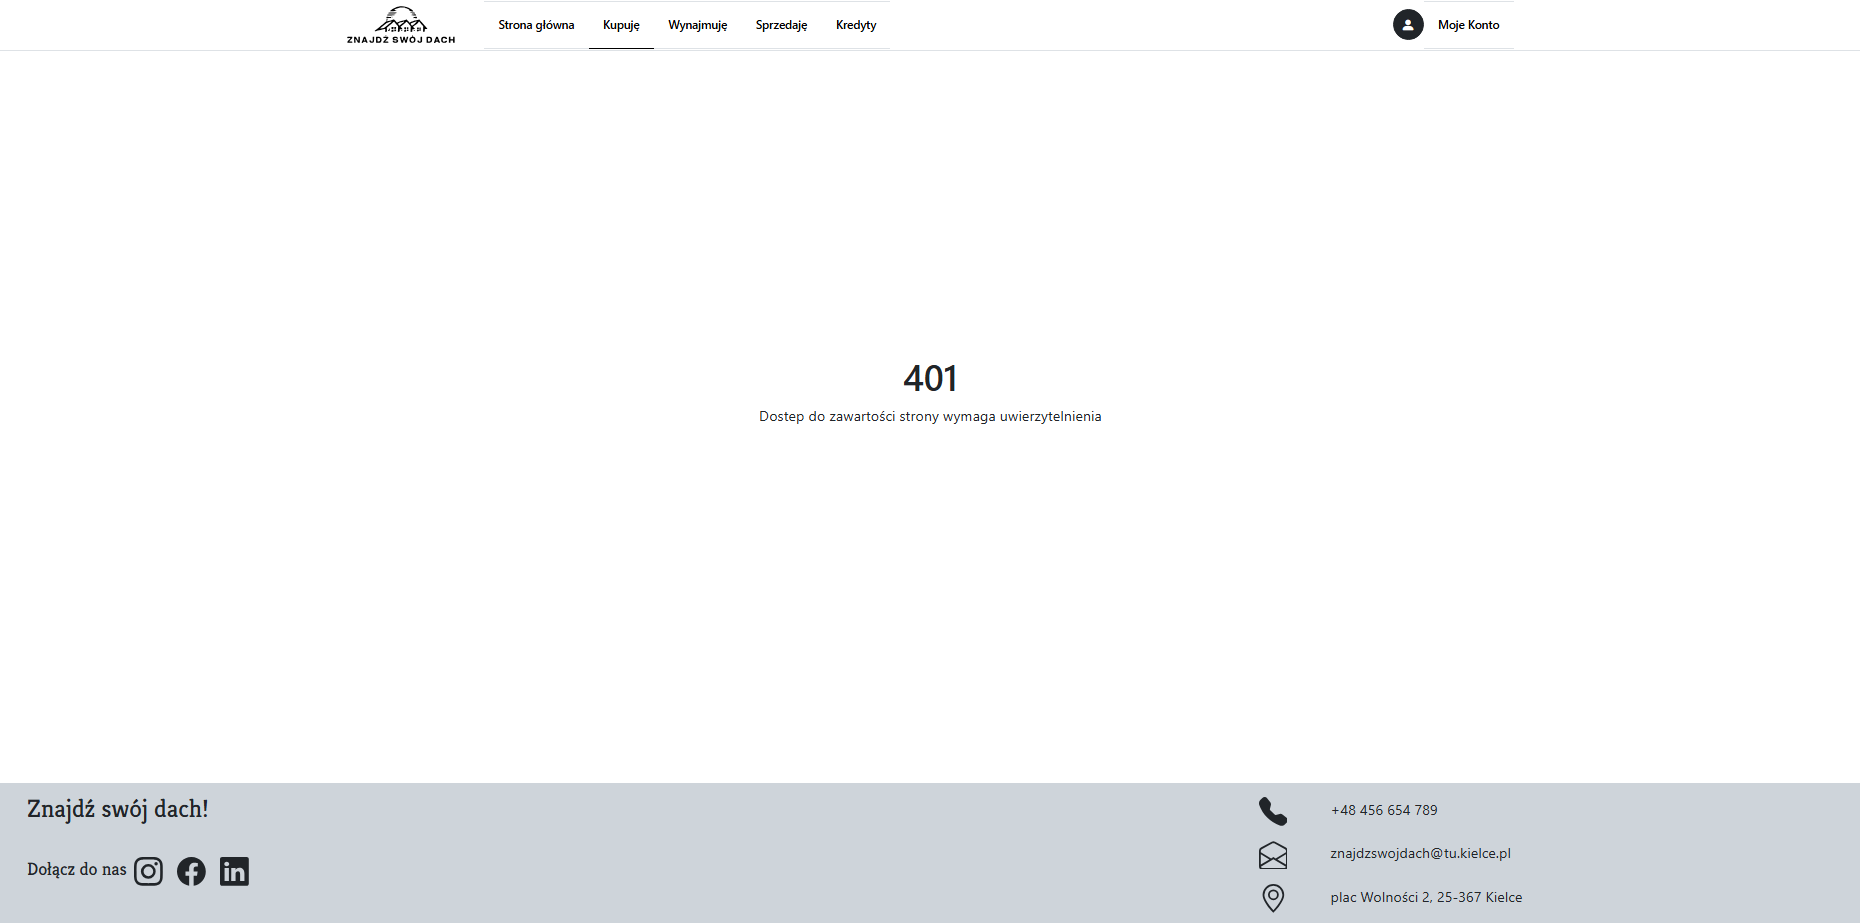 ZNAJDŹ SWÓJ DACH
Strona główna
Kupuję
Wynajmuję
Sprzedaję
Kredyty
Moje Konto
401
Dostep do zawartości strony wymaga uwierzytelnienia
Znajdź swój dach!
Dołącz do nas
+48 456 654 789
znajdzswojdach@tu.kielce.pl
plac Wolności 2, 25-367 Kielce